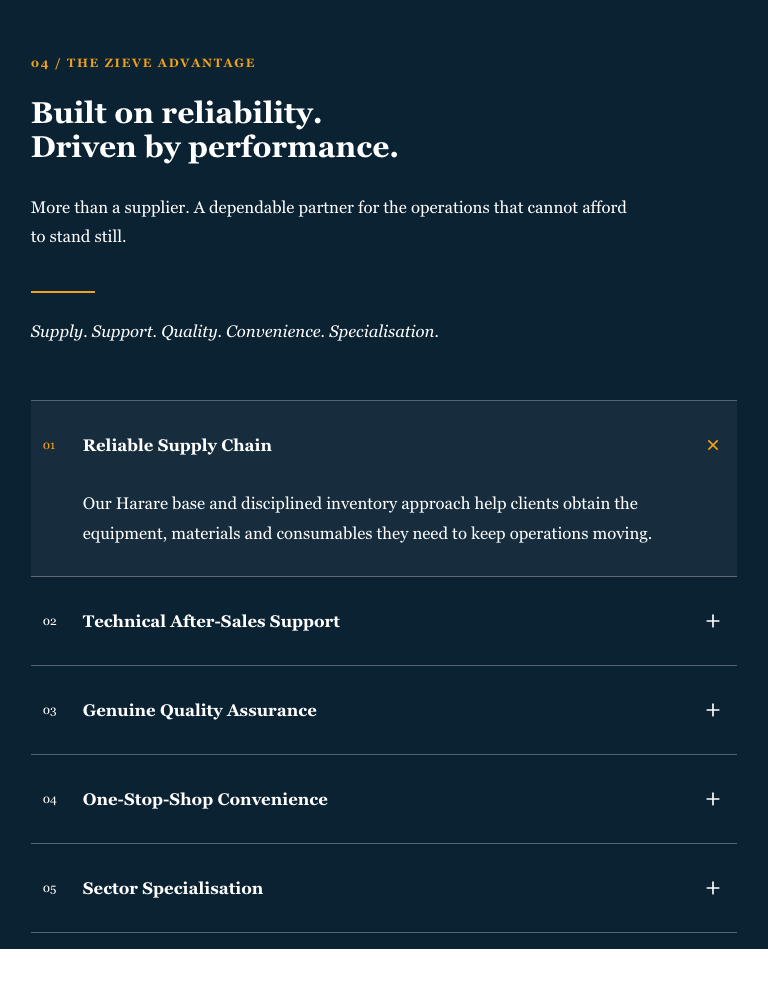 04 / THE ZIEVE ADVANTAGE
Built on reliability.
Driven by performance.
More than a supplier. A dependable partner for the operations that cannot afford
to stand still.
Supply. Support. Quality. Convenience. Specialisation.
01 Reliable Supply Chain
Our Harare base and disciplined inventory approach help clients obtain the
equipment, materials and consumables they need to keep operations moving.
02 Technical After-Sales Support
03 Genuine Quality Assurance
04 One-Stop-Shop Convenience
05 Sector Specialisation